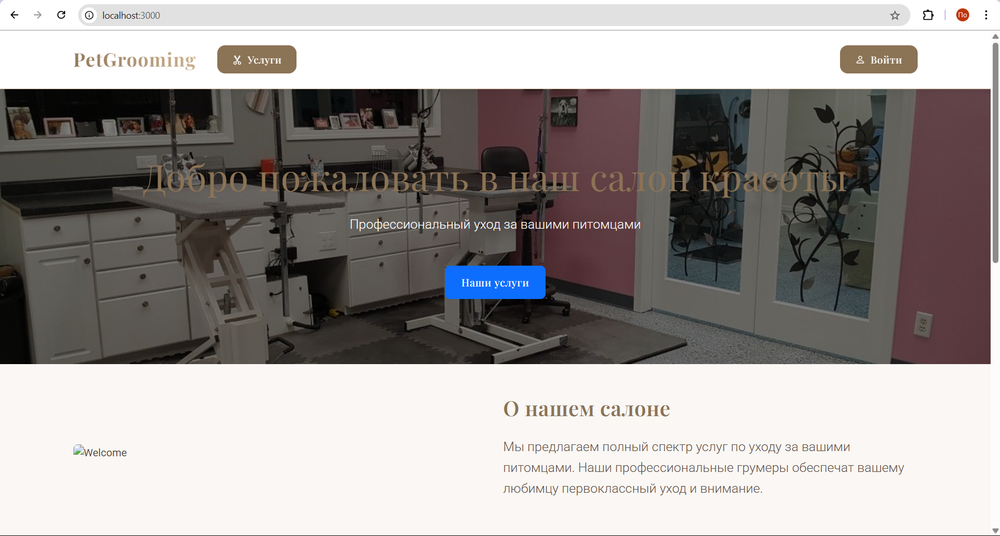 localhost:3000
По
PetGrooming
Услуги
Войти
Добро пожаловать в наш салон красоты
Профессиональный уход за вашими питомцами
Наши услуги
О нашем салоне
Welcome
Мы предлагаем полный спектр услуг по уходу за вашими
питомцами. Наши профессиональные грумеры обеспечат вашему
любимцу первоклассный уход и внимание.